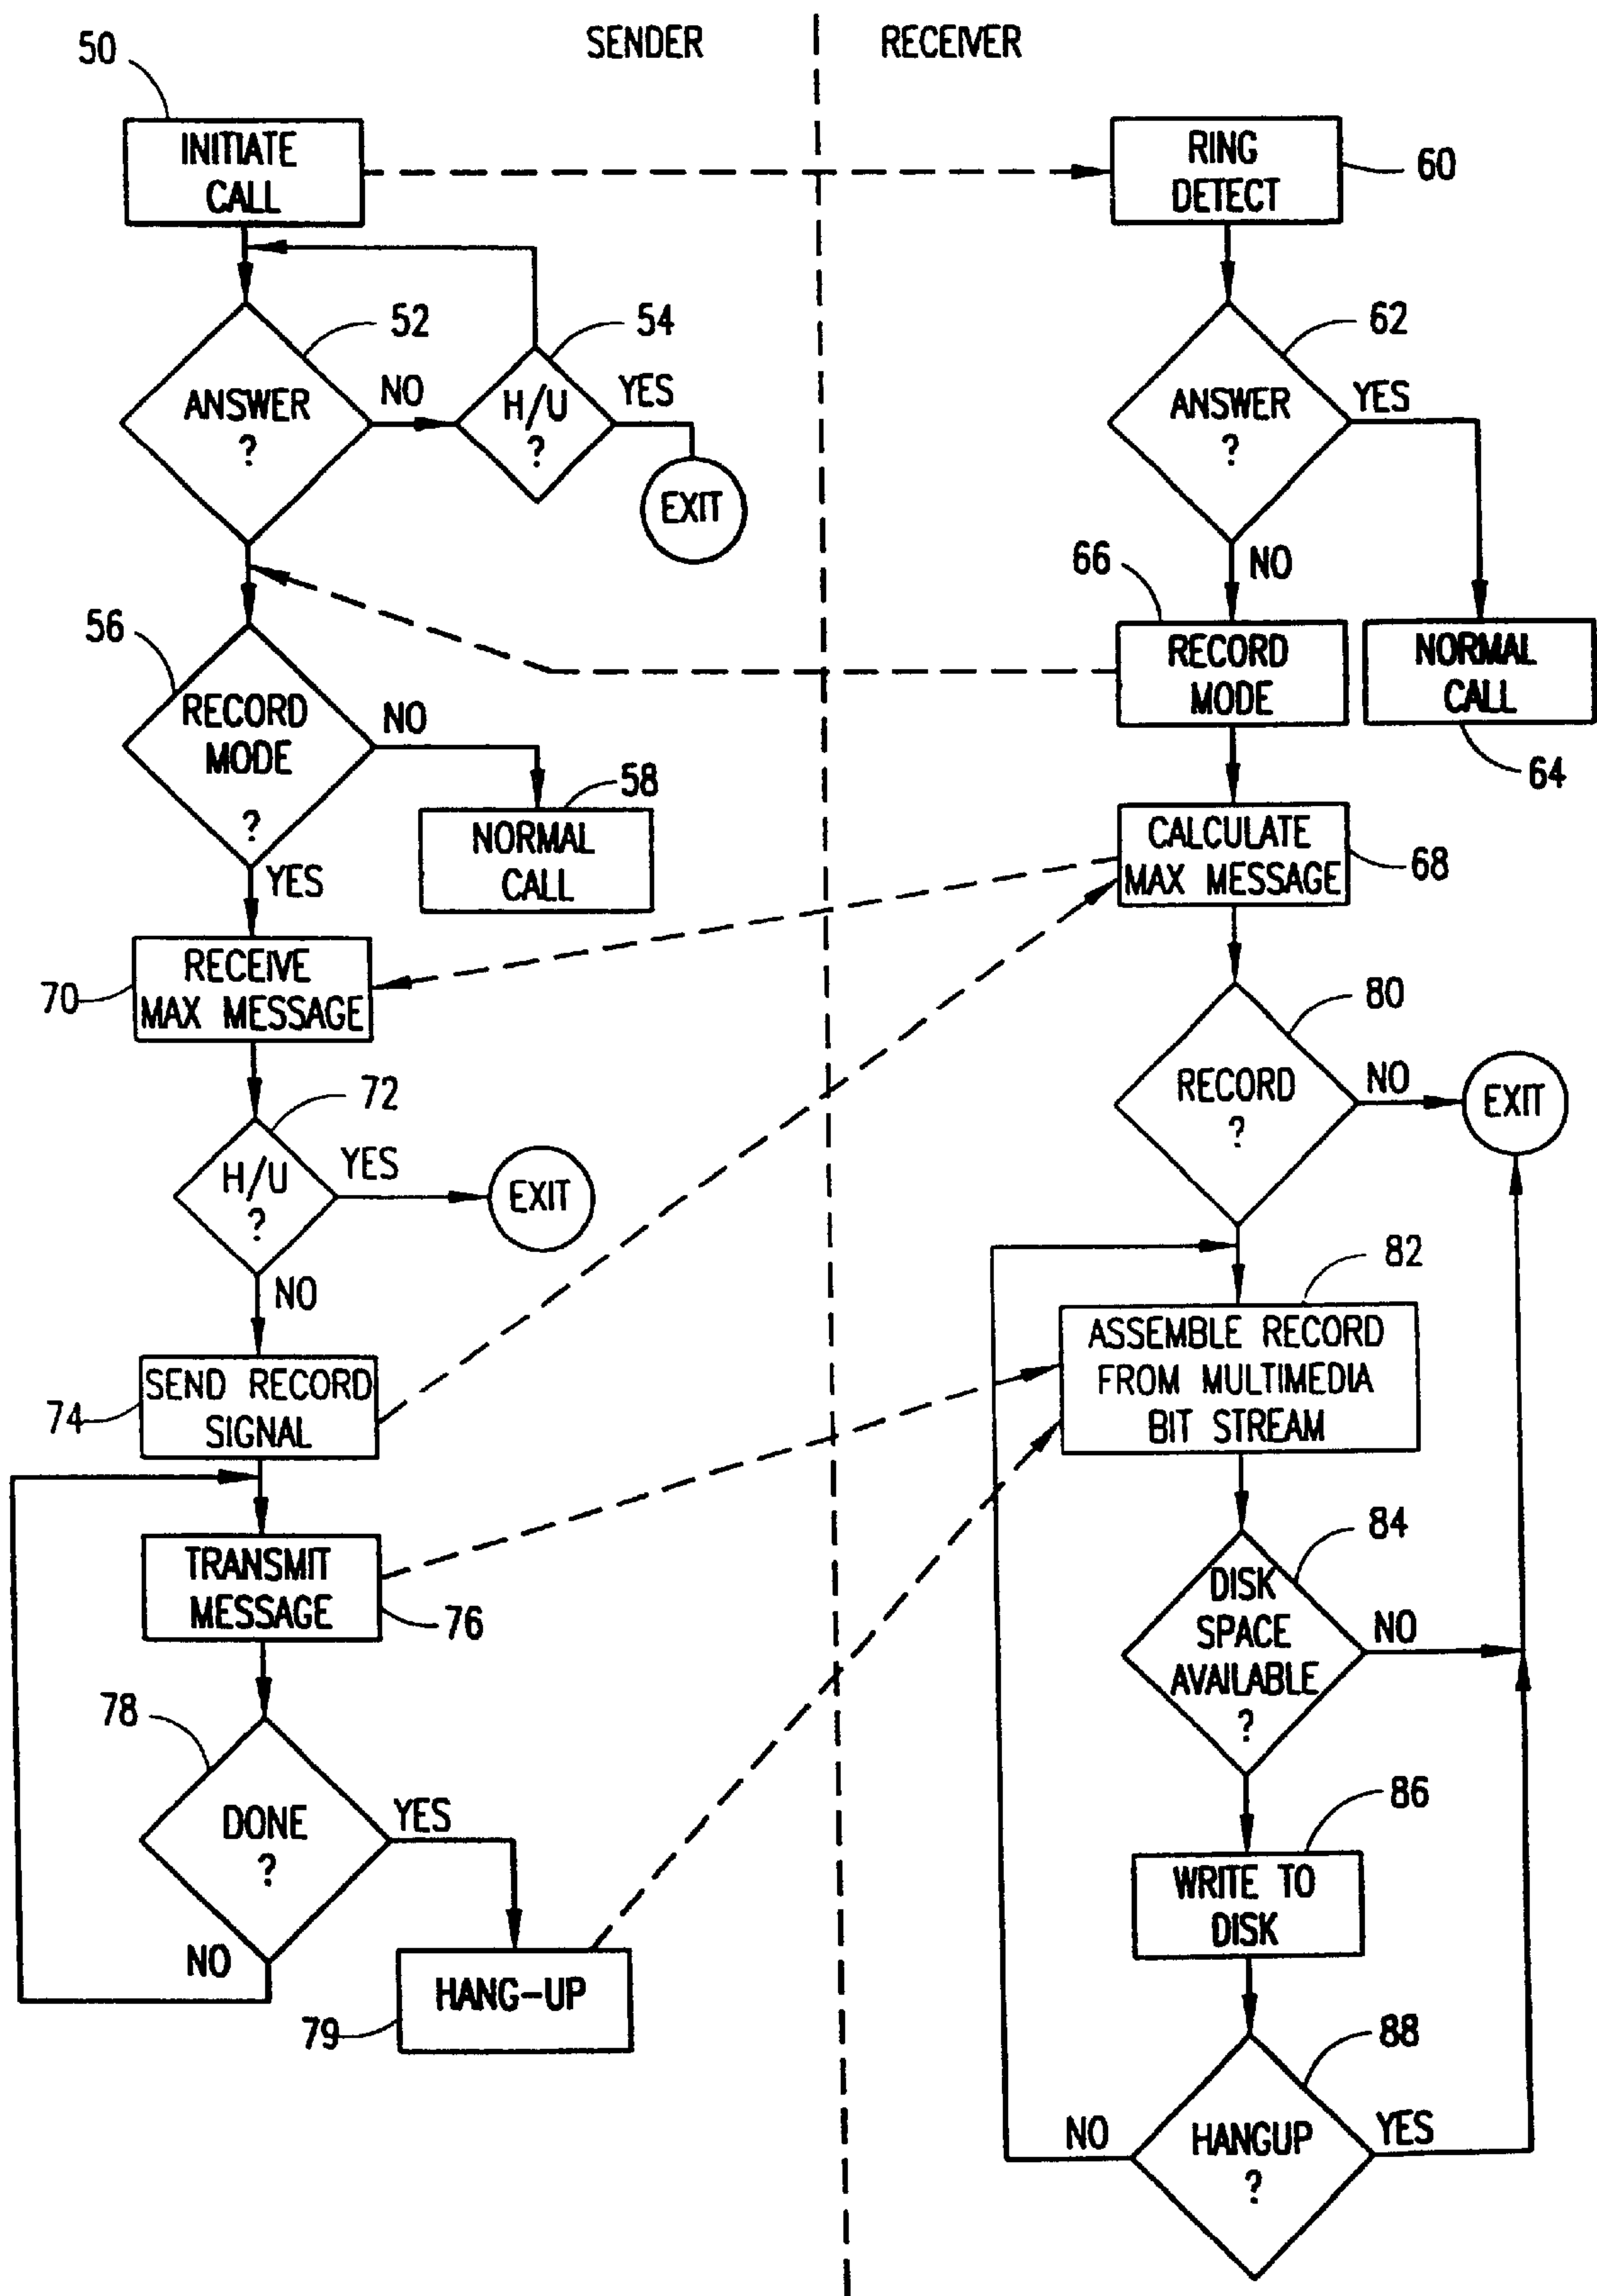 SENDER
RECEIVER
50
INITIATE
CALL
52
ANSWER
?
NO
54
H/U
?
YES
EXIT
56
RECORD
MODE
?
NO
58
NORMAL
CALL
YES
70
RECEIVE
MAX MESSAGE
72
H/U
?
YES
EXIT
NO
74
SEND RECORD
SIGNAL
TRANSMIT
MESSAGE
76
78
DONE
?
YES
NO
HANG-UP
79
RING
DETECT
60
62
ANSWER
?
YES
NO
66
RECORD
MODE
NORMAL
CALL
64
CALCULATE
MAX MESSAGE
68
80
RECORD
?
NO
EXIT
82
ASSEMBLE RECORD
FROM MULTIMEDIA
BIT STREAM
84
DISK
SPACE
AVAILABLE
?
NO
86
WRITE TO
DISK
88
HANGUP
?
NO
YES